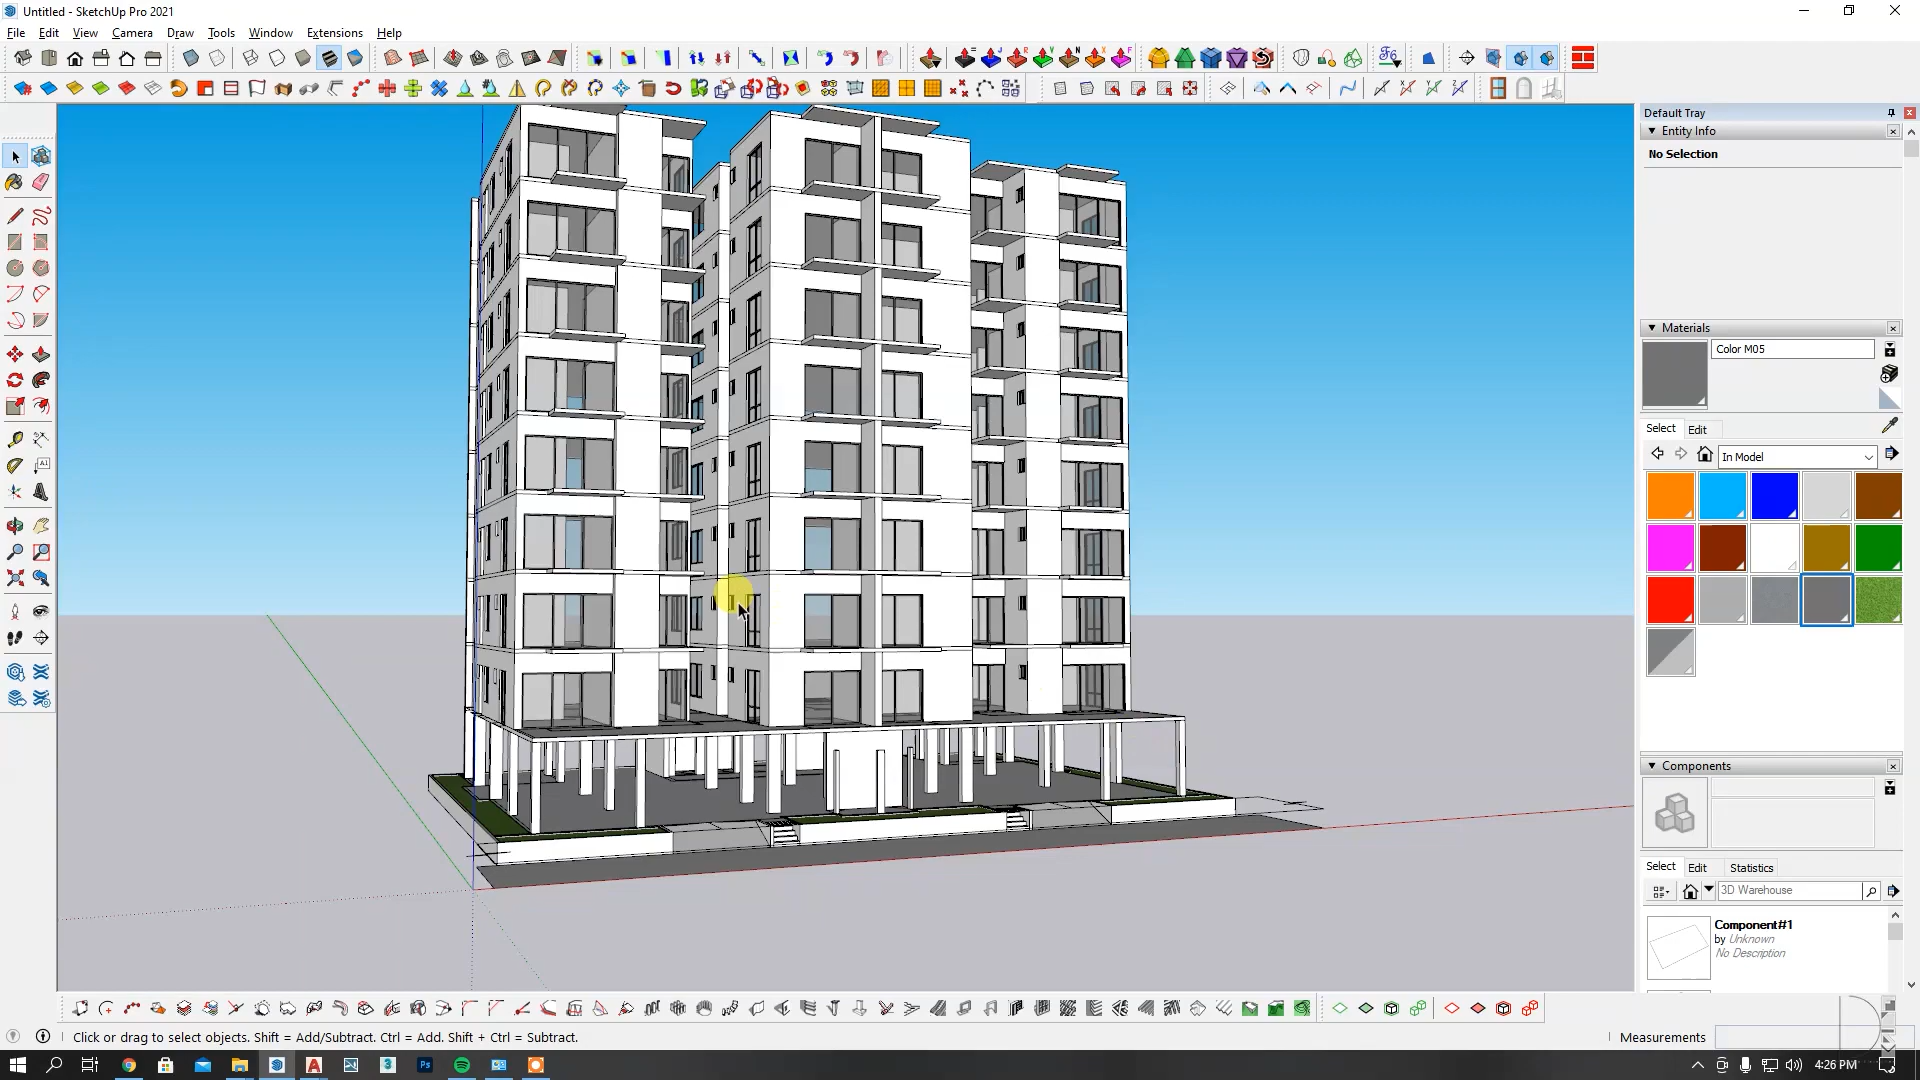 Untitled - SketchUp Pro 2021
File Edit View Camera Draw Tools Window Extensions Help
Default Tray
Entity Info
No Selection
Materials
Color M05
Select Edit
In Model
Components
Select Edit Statistics
3D Warehouse
Component#1
by Unknown
No Description
Click or drag to select objects. Shift = Add/Subtract. Ctrl = Add. Shift + Ctrl = Subtract.
Measurements
4:26 PM